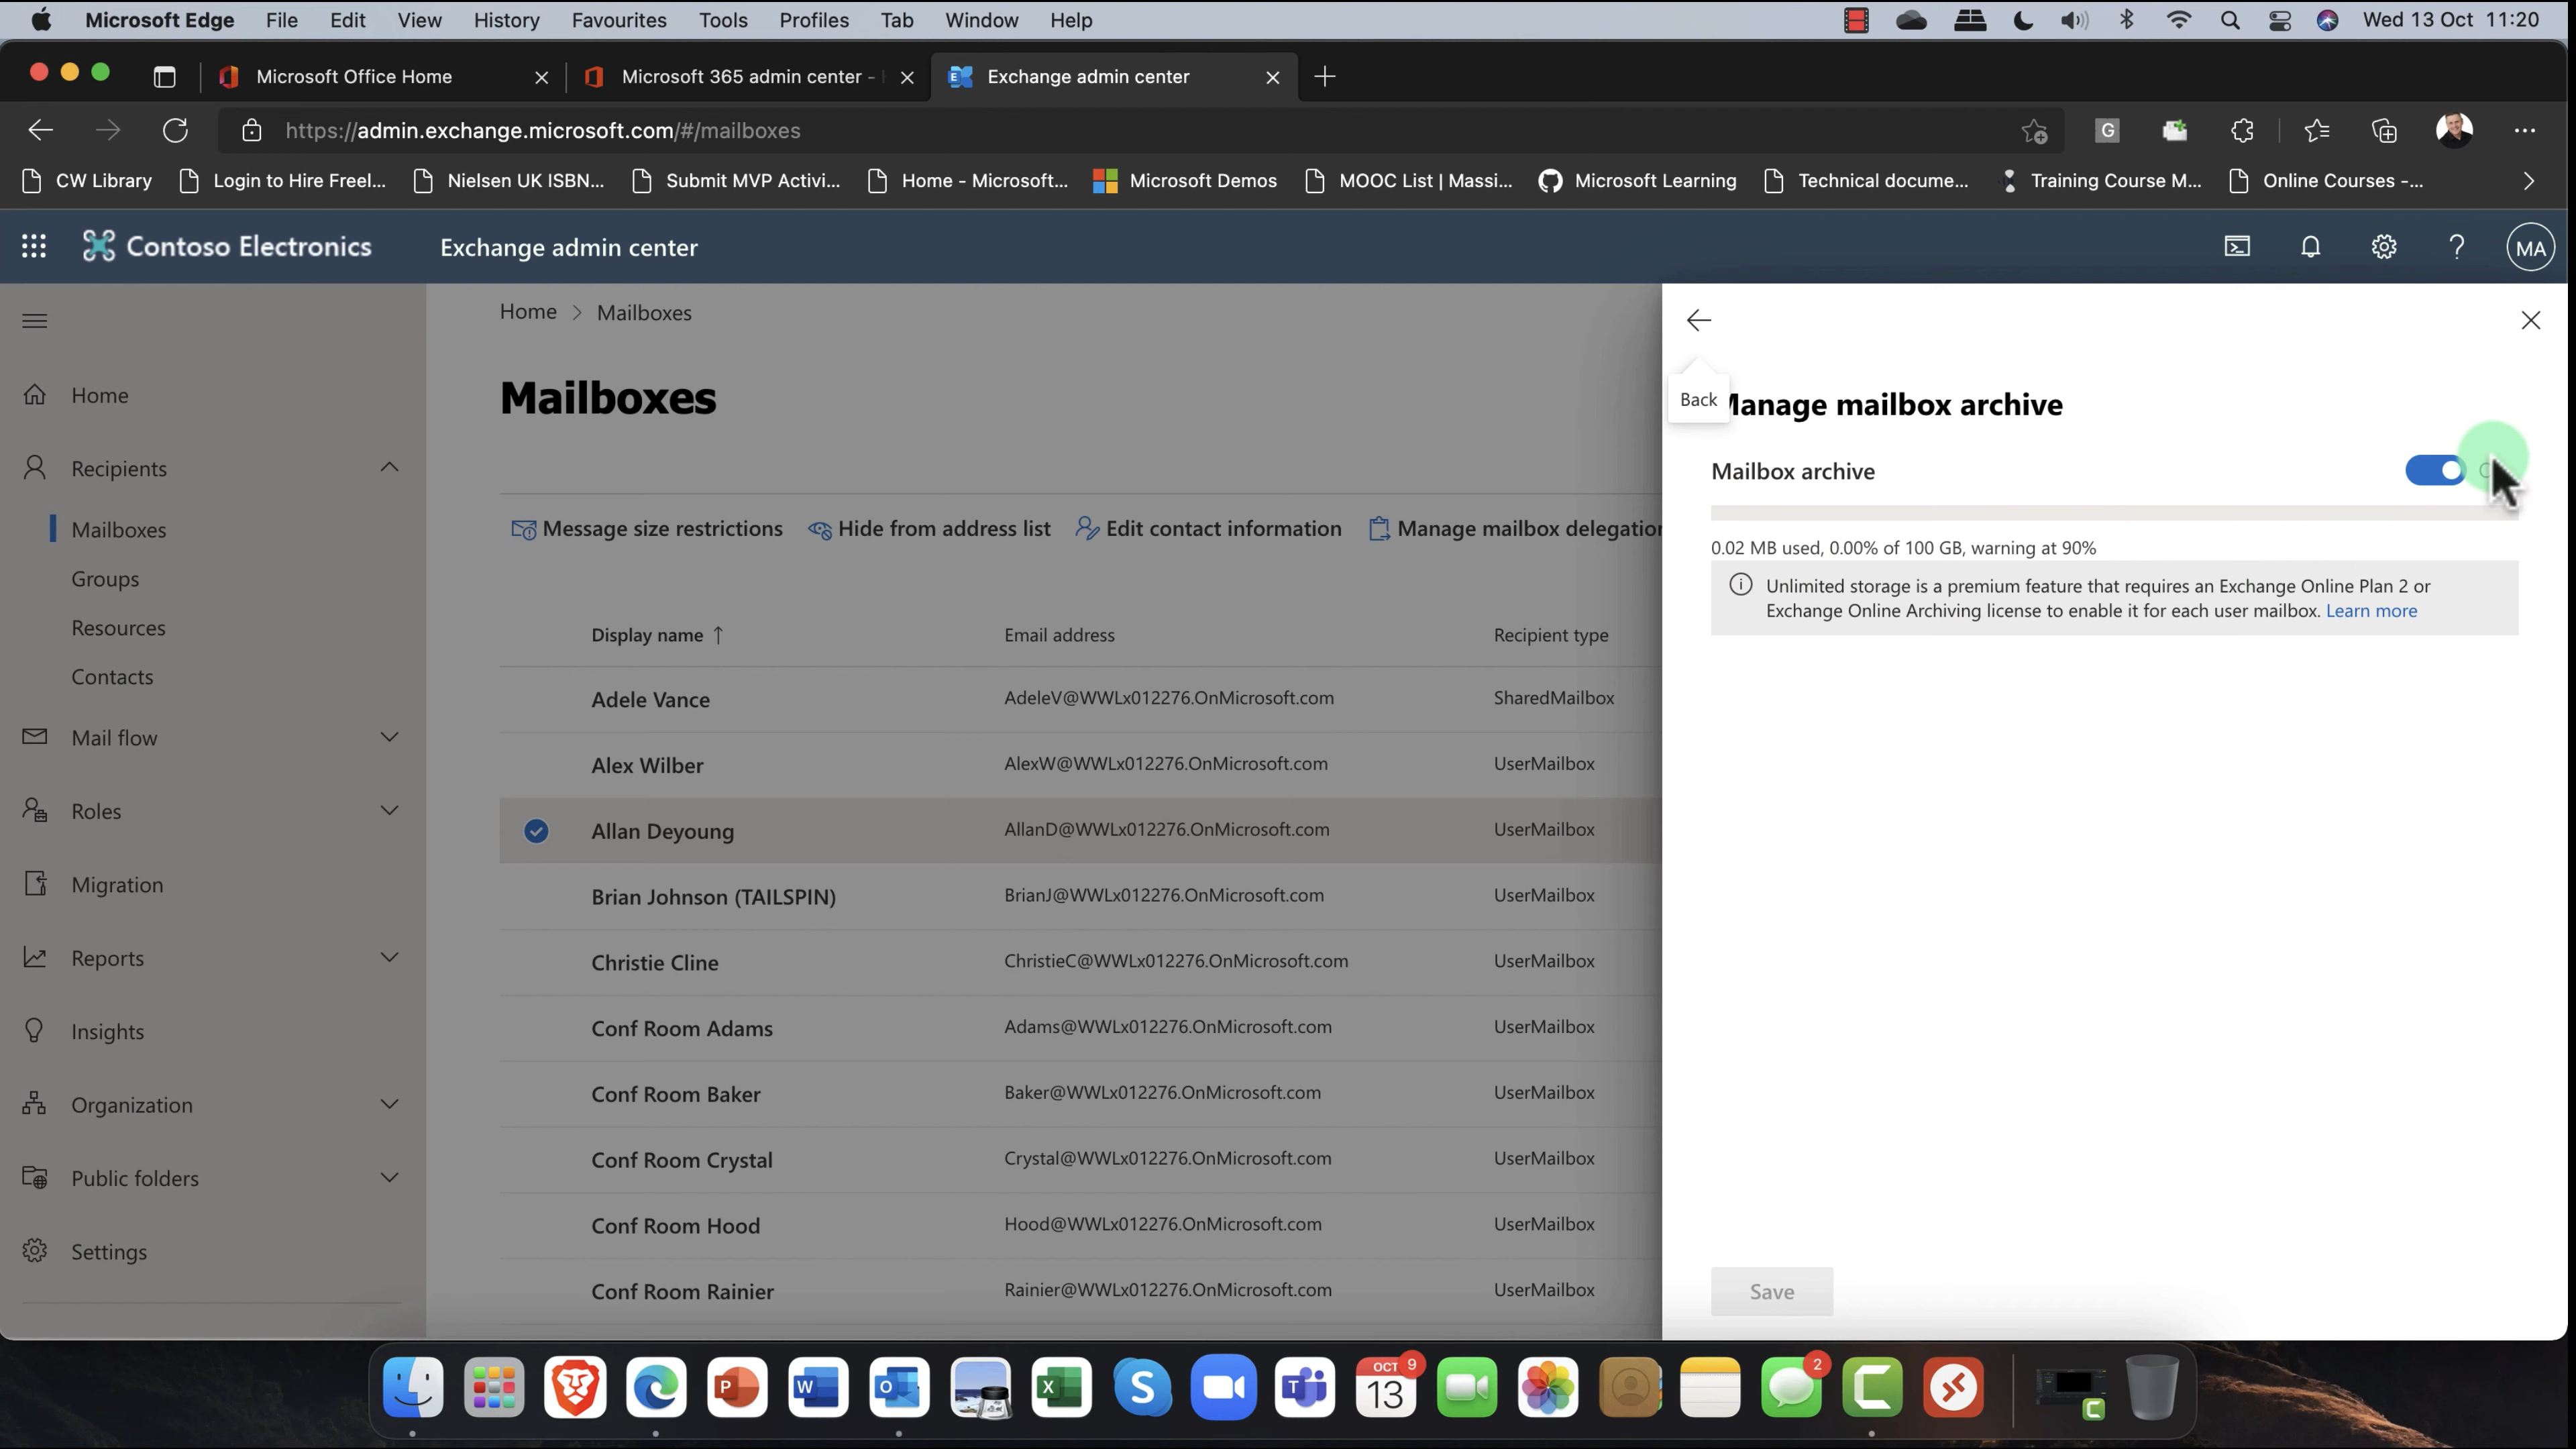 Microsoft Edge File Edit View History Favourites Tools Profiles Tab Window Help Wed 13 Oct 11:20
Microsoft Office Home Microsoft 365 admin center - Exchange admin center
https://admin.exchange.microsoft.com/#/mailboxes G
CW Library Login to Hire Freel... Nielsen UK ISBN... Submit MVP Activi... Home - Microsoft... Microsoft Demos MOOC List | Massi... Microsoft Learning Technical docume... Training Course M... Online Courses -...
Contoso Electronics Exchange admin center ? MA
Home
Recipients
Mailboxes
Groups
Resources
Contacts
Mail flow
Roles
Migration
Reports
Insights
Organization
Public folders
Settings
Home > Mailboxes
Mailboxes
Message size restrictions Hide from address list Edit contact information Manage mailbox delegation
Display name ↑ Email address Recipient type
Adele Vance AdeleV@WWLx012276.OnMicrosoft.com SharedMailbox
Alex Wilber AlexW@WWLx012276.OnMicrosoft.com UserMailbox
Allan Deyoung AllanD@WWLx012276.OnMicrosoft.com UserMailbox
Brian Johnson (TAILSPIN) BrianJ@WWLx012276.OnMicrosoft.com UserMailbox
Christie Cline ChristieC@WWLx012276.OnMicrosoft.com UserMailbox
Conf Room Adams Adams@WWLx012276.OnMicrosoft.com UserMailbox
Conf Room Baker Baker@WWLx012276.OnMicrosoft.com UserMailbox
Conf Room Crystal Crystal@WWLx012276.OnMicrosoft.com UserMailbox
Conf Room Hood Hood@WWLx012276.OnMicrosoft.com UserMailbox
Conf Room Rainier Rainier@WWLx012276.OnMicrosoft.com UserMailbox
Back
Manage mailbox archive
Mailbox archive
0.02 MB used, 0.00% of 100 GB, warning at 90%
Unlimited storage is a premium feature that requires an Exchange Online Plan 2 or
Exchange Online Archiving license to enable it for each user mailbox. Learn more
Save
P W O X S T OCT 9 13 2